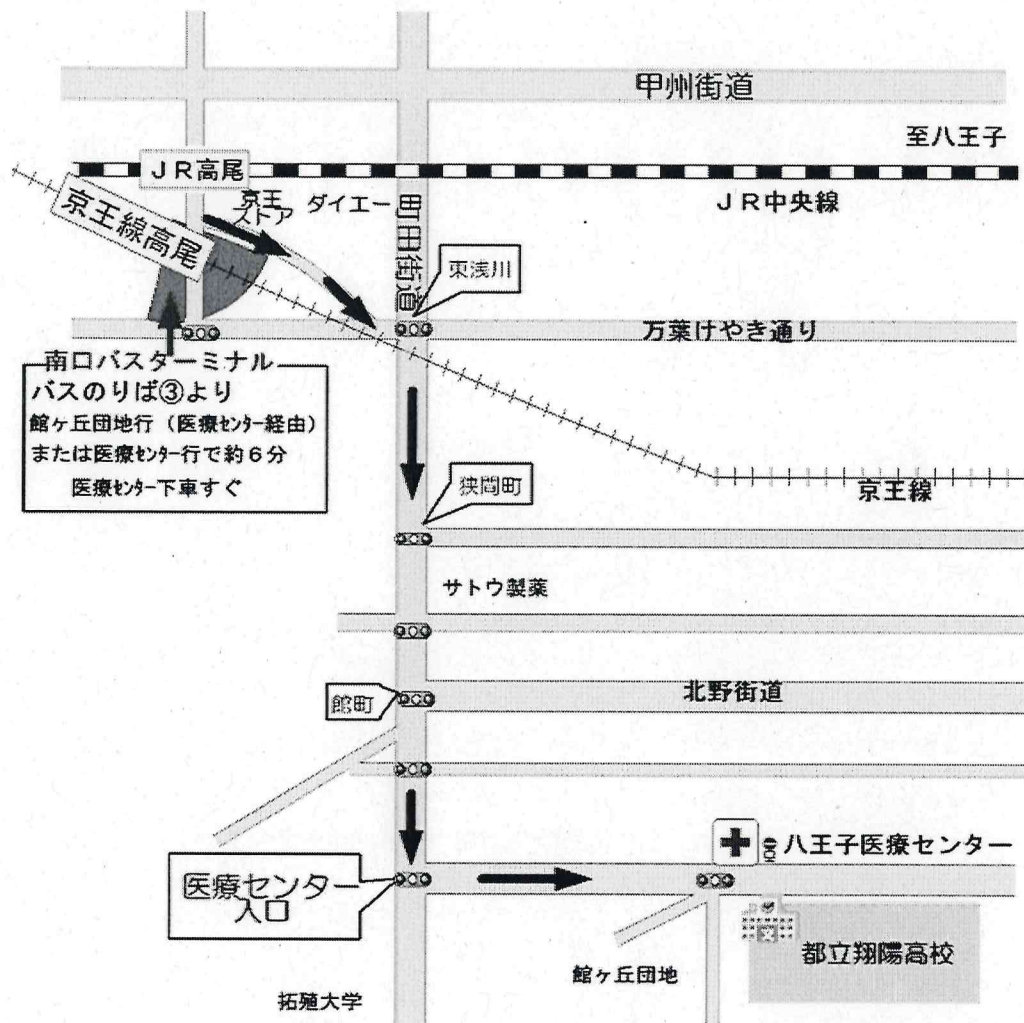 甲州街道
至八王子
JR高尾
京王
ストア
ダイエー
町田街道
JR中央線
京王線高尾
東浅川
万葉けやき通り
南口バスターミナル
バスのりば③より
館ヶ丘団地行（医療センター経由）
または医療センター行で約6分
医療センター下車すぐ
狭間町
京王線
サトウ製薬
館町
北野街道
八王子医療センター
医療センター
入口
文
都立翔陽高校
館ヶ丘団地
拓殖大学